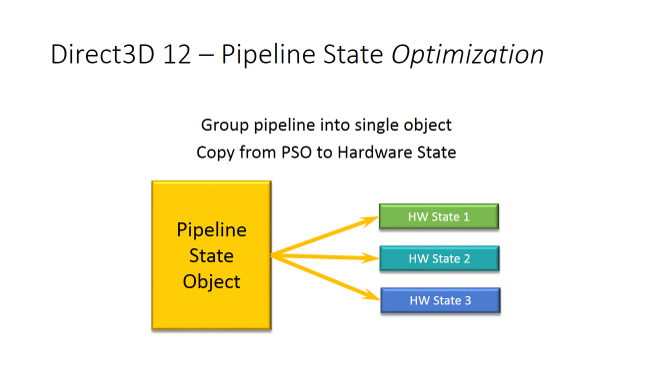 Direct3D 12 – Pipeline State Optimization
Group pipeline into single object
Copy from PSO to Hardware State
Pipeline
State
Object
HW State 1
HW State 2
HW State 3